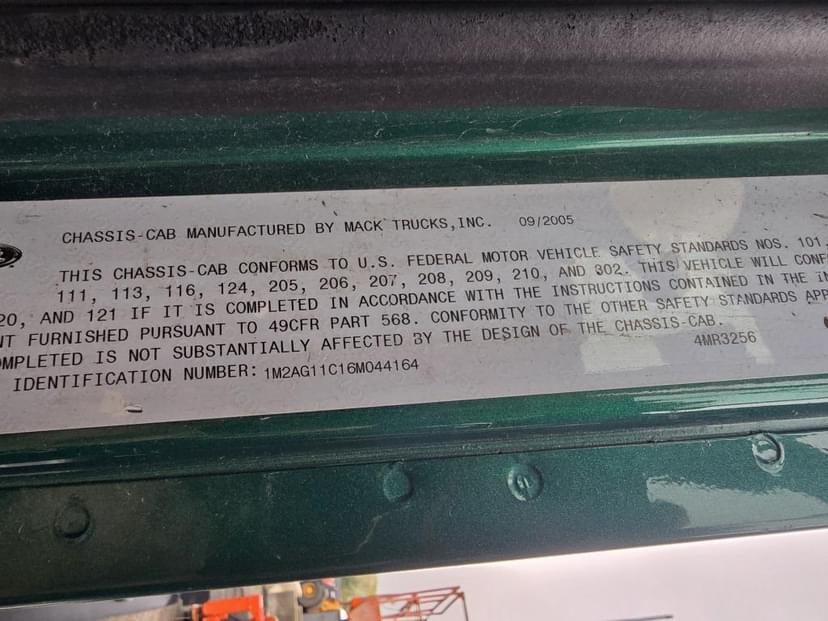 CHASSIS-CAB MANUFACTURED BY MACK TRUCKS, INC. 09/2005
THIS CHASSIS-CAB CONFORMS TO U.S. FEDERAL MOTOR VEHICLE SAFETY STANDARDS NOS. 101,
111, 113, 116, 124, 205, 206, 207, 208, 209, 210, AND 302. THIS VEHICLE WILL
AND 121 IF IT IS COMPLETED IN ACCORDANCE WITH THE INSTRUCTIONS CONTAINED IN THE
FURNISHED PURSUANT TO 49CFR PART 568. CONFORMITY TO THE OTHER SAFETY STANDARDS
IS NOT SUBSTANTIALLY AFFECTED BY THE DESIGN OF THE CHASSIS-CAB.
4MR3256
IDENTIFICATION NUMBER: 1M2AG11C16M044164